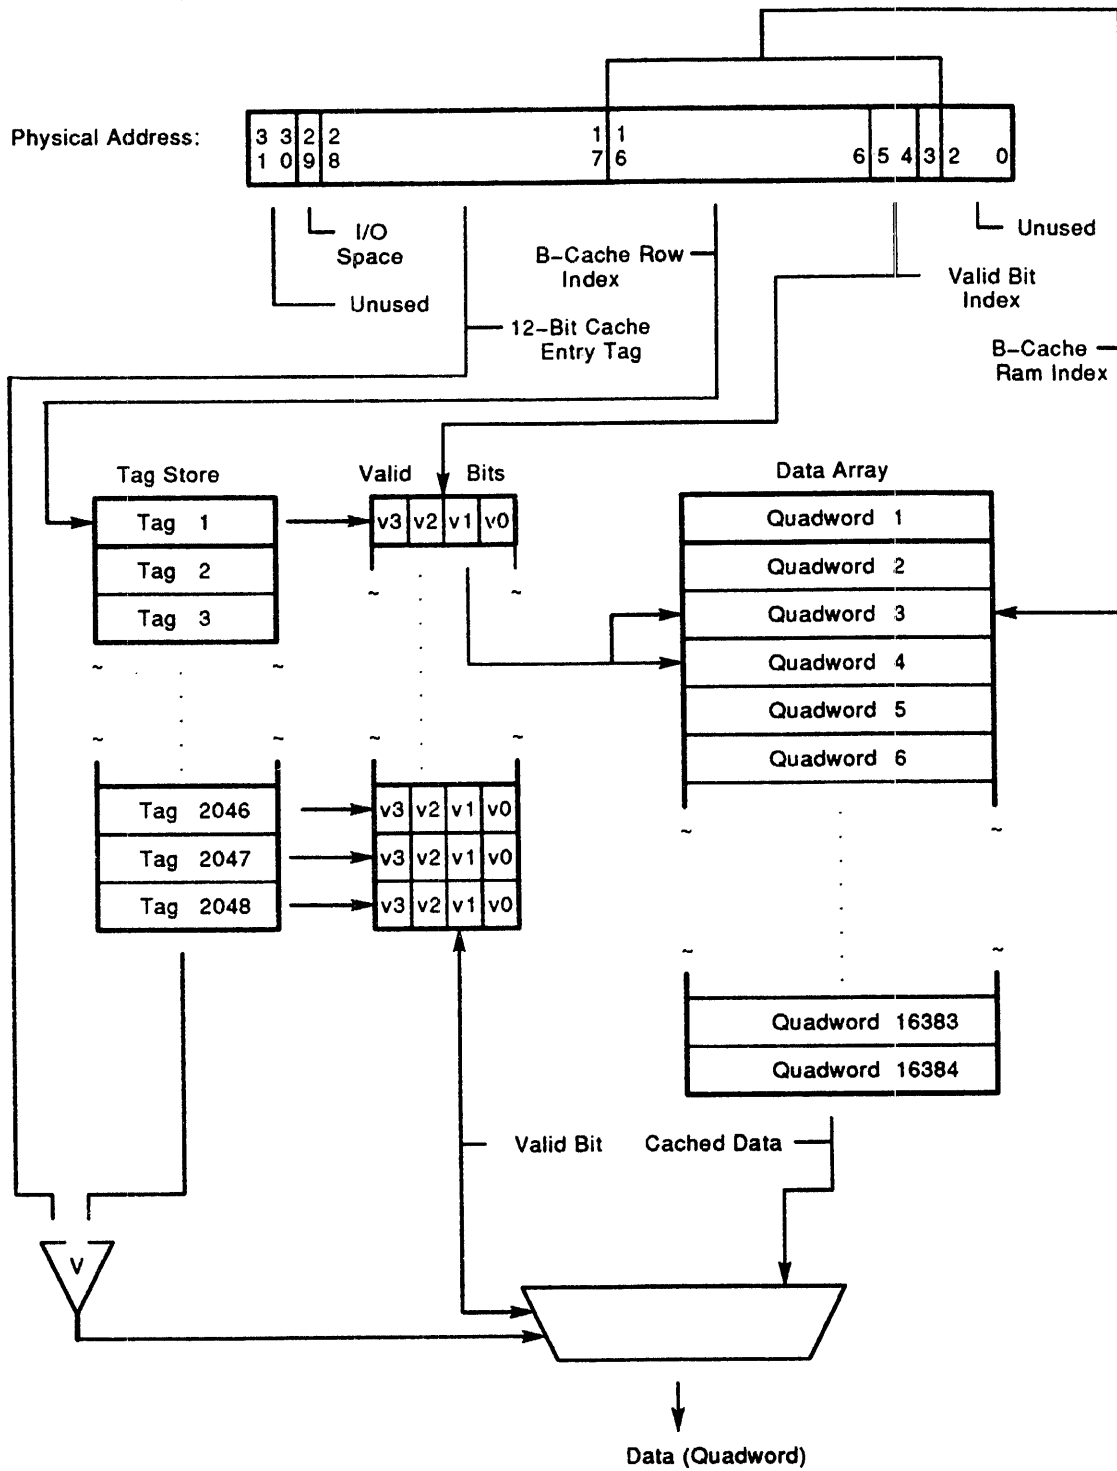 Physical Address:
3 3 2 2 1 1
1 0 9 8 7 6 6 5 4 3 2 0
I/O
Space
Unused
B-Cache Row
Index
Unused
Valid Bit
Index
12-Bit Cache
Entry Tag
B-Cache
Ram Index
Tag Store
Valid Bits
Data Array
Tag 1
v3 v2 v1 v0
Quadword 1
Tag 2
Quadword 2
Tag 3
Quadword 3
Quadword 4
Quadword 5
Quadword 6
Tag 2046
v3 v2 v1 v0
Tag 2047
v3 v2 v1 v0
Tag 2048
v3 v2 v1 v0
Quadword 16383
Quadword 16384
Valid Bit
Cached Data
V
Data (Quadword)